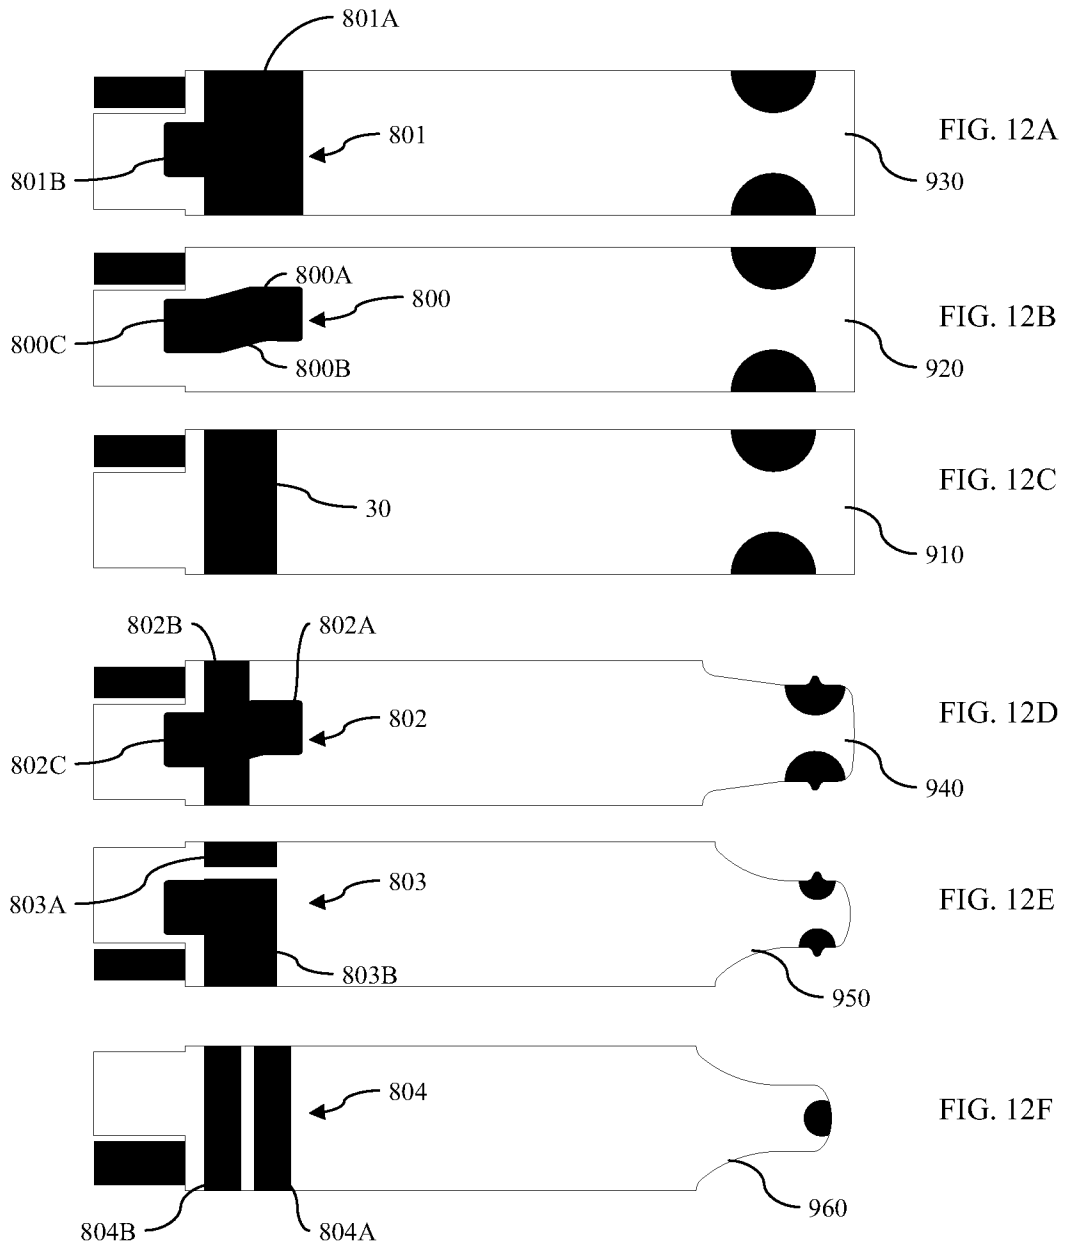 801A
801
801B
930
FIG. 12A
800A
800
800C
800B
920
FIG. 12B
30
910
FIG. 12C
802B
802A
802
802C
940
FIG. 12D
803
803A
803B
950
FIG. 12E
804
804B
804A
960
FIG. 12F